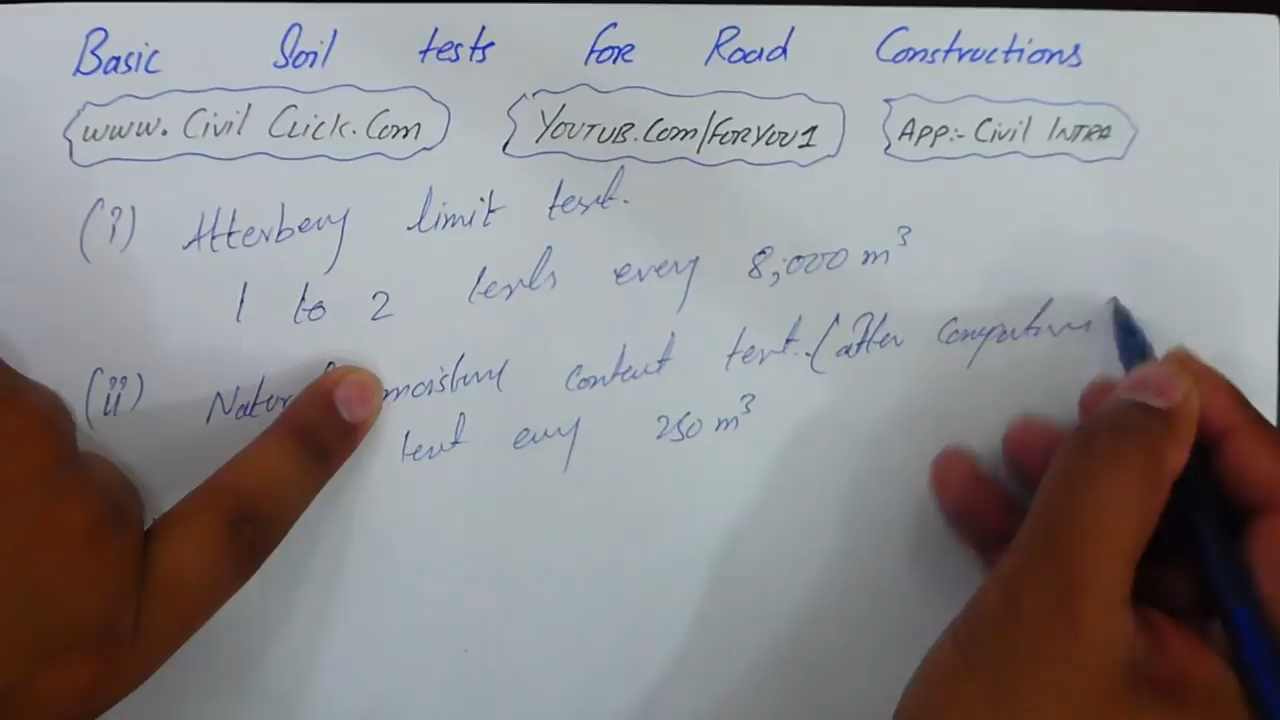 Basic Soil tests for Road Constructions
www.Civil Click.Com YOUTUB.Com/FORYOU1 APP:- Civil INTRA
(i) Atterbery limit test.
1 to 2 tests every 8,000 m³
(ii) moisture content test. (after
test every 250 m³